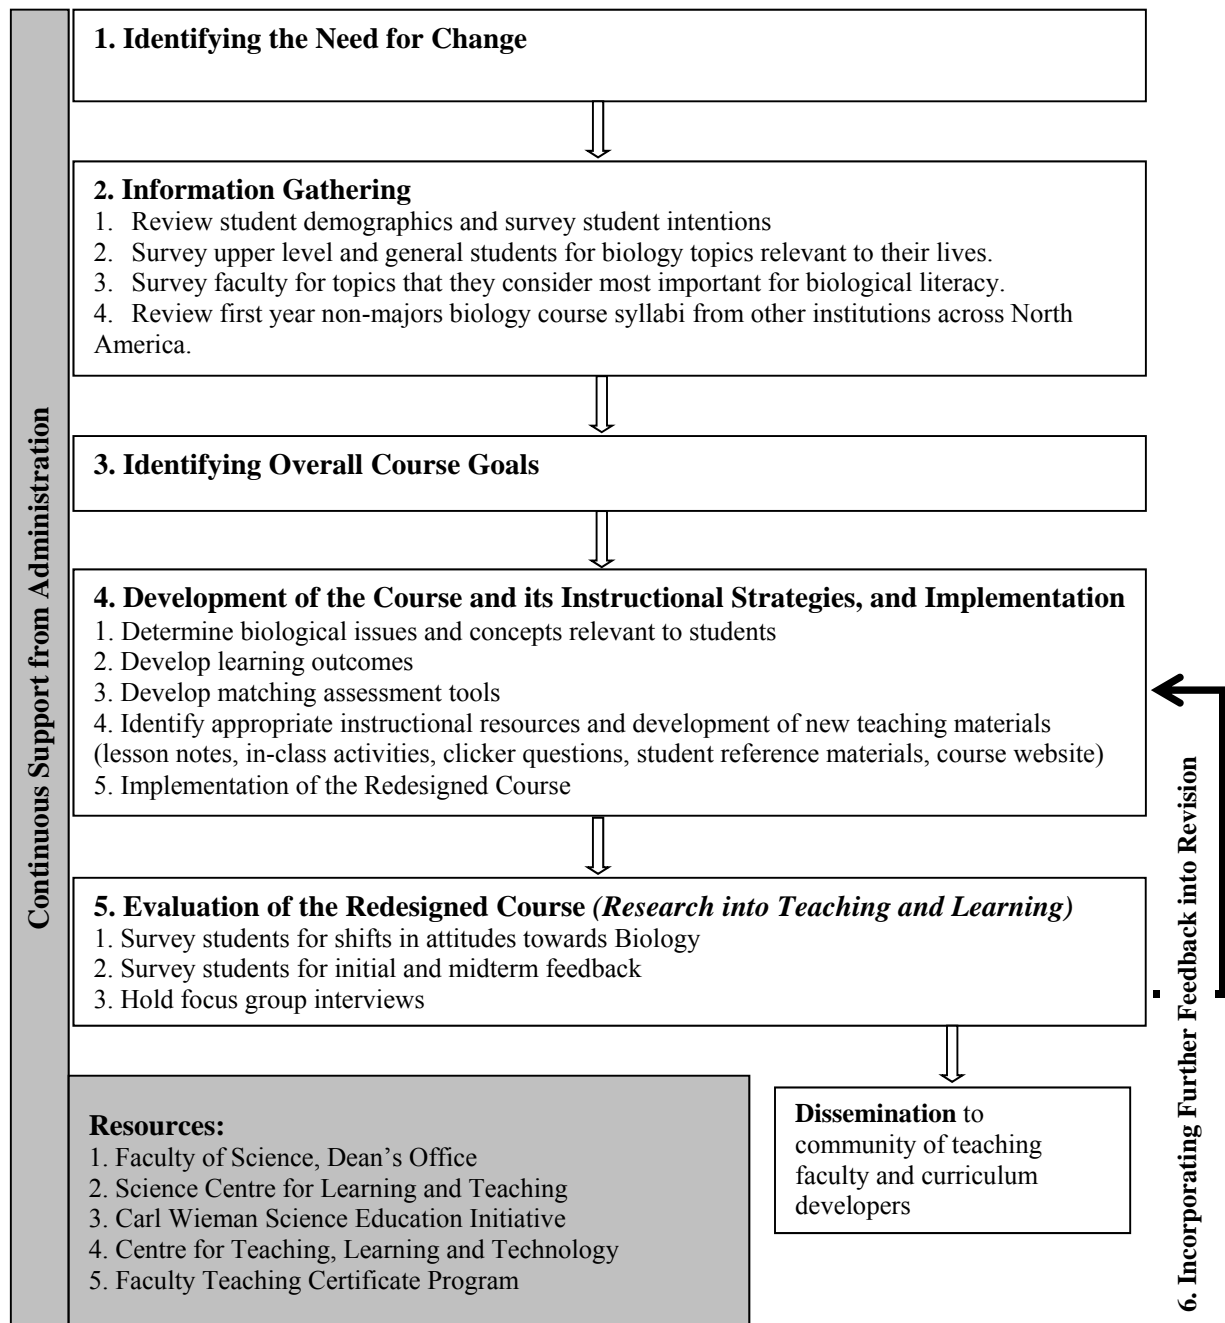 1. Identifying the Need for Change
2. Information Gathering
1. Review student demographics and survey student intentions
2. Survey upper level and general students for biology topics relevant to their lives.
3. Survey faculty for topics that they consider most important for biological literacy.
4. Review first year non-majors biology course syllabi from other institutions across North
America.
3. Identifying Overall Course Goals
4. Development of the Course and its Instructional Strategies, and Implementation
1. Determine biological issues and concepts relevant to students
2. Develop learning outcomes
3. Develop matching assessment tools
4. Identify appropriate instructional resources and development of new teaching materials
(lesson notes, in-class activities, clicker questions, student reference materials, course website)
5. Implementation of the Redesigned Course
5. Evaluation of the Redesigned Course (Research into Teaching and Learning)
1. Survey students for shifts in attitudes towards Biology
2. Survey students for initial and midterm feedback
3. Hold focus group interviews
6. Incorporating Further Feedback into Revision
Dissemination to
community of teaching
faculty and curriculum
developers
Resources:
1. Faculty of Science, Dean’s Office
2. Science Centre for Learning and Teaching
3. Carl Wieman Science Education Initiative
4. Centre for Teaching, Learning and Technology
5. Faculty Teaching Certificate Program
Continuous Support from Administration